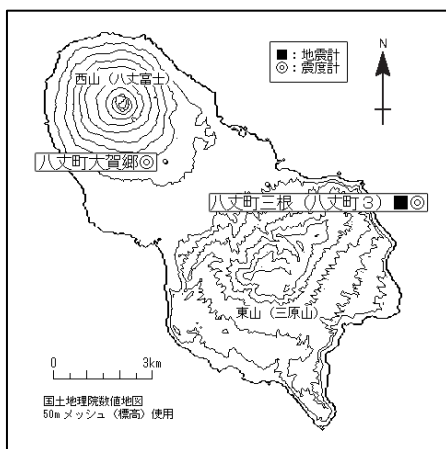 ■：地震計
◎：震度計
N
西山（八丈富士）
八丈町大賀郷◎
八丈町三根（八丈町３）■◎
東山（三原山）
0 3km
国土地理院数値地図
50mメッシュ（標高）使用